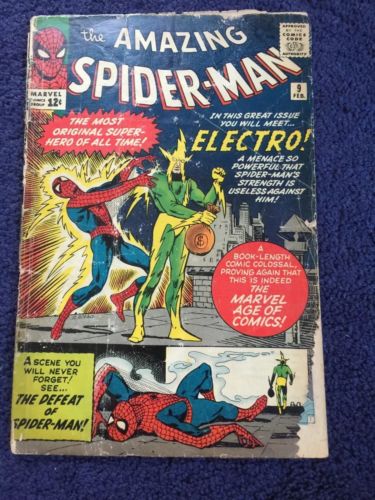 the AMAZING
SPIDER-MAN
APPROVED
BY THE
COMICS
CODE
AUTHORITY
MARVEL
COMICS
GROUP
12¢
9
FEB.
THE MOST
ORIGINAL SUPER-
HERO OF ALL TIME!
IN THIS GREAT ISSUE
YOU WILL MEET...
ELECTRO!
A MENACE SO
POWERFUL THAT
SPIDER-MAN'S
STRENGTH IS
USELESS AGAINST
HIM!
A
BOOK-LENGTH
COMIC COLOSSAL,
PROVING AGAIN THAT
THIS IS INDEED
THE
MARVEL
AGE OF
COMICS!
A SCENE YOU
WILL NEVER
FORGET!
SEE...
THE DEFEAT
OF
SPIDER-MAN!